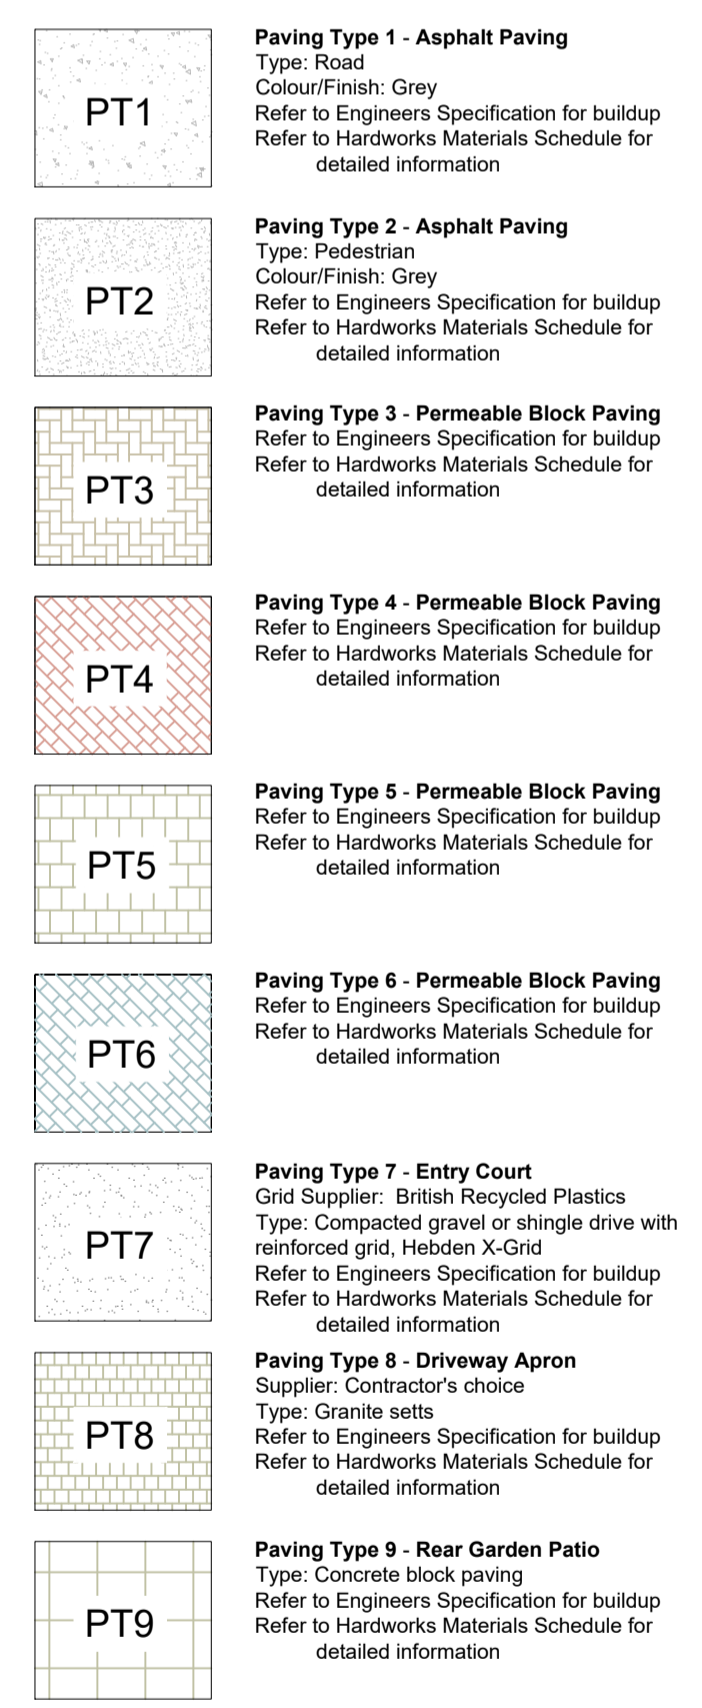 PT1
Paving Type 1 - Asphalt Paving
Type: Road
Colour/Finish: Grey
Refer to Engineers Specification for buildup
Refer to Hardworks Materials Schedule for
detailed information
PT2
Paving Type 2 - Asphalt Paving
Type: Pedestrian
Colour/Finish: Grey
Refer to Engineers Specification for buildup
Refer to Hardworks Materials Schedule for
detailed information
PT3
Paving Type 3 - Permeable Block Paving
Refer to Engineers Specification for buildup
Refer to Hardworks Materials Schedule for
detailed information
PT4
Paving Type 4 - Permeable Block Paving
Refer to Engineers Specification for buildup
Refer to Hardworks Materials Schedule for
detailed information
PT5
Paving Type 5 - Permeable Block Paving
Refer to Engineers Specification for buildup
Refer to Hardworks Materials Schedule for
detailed information
PT6
Paving Type 6 - Permeable Block Paving
Refer to Engineers Specification for buildup
Refer to Hardworks Materials Schedule for
detailed information
PT7
Paving Type 7 - Entry Court
Grid Supplier:  British Recycled Plastics
Type: Compacted gravel or shingle drive with
reinforced grid, Hebden X-Grid
Refer to Engineers Specification for buildup
Refer to Hardworks Materials Schedule for
detailed information
PT8
Paving Type 8 - Driveway Apron
Supplier: Contractor's choice
Type: Granite setts
Refer to Engineers Specification for buildup
Refer to Hardworks Materials Schedule for
detailed information
PT9
Paving Type 9 - Rear Garden Patio
Type: Concrete block paving
Refer to Engineers Specification for buildup
Refer to Hardworks Materials Schedule for
detailed information